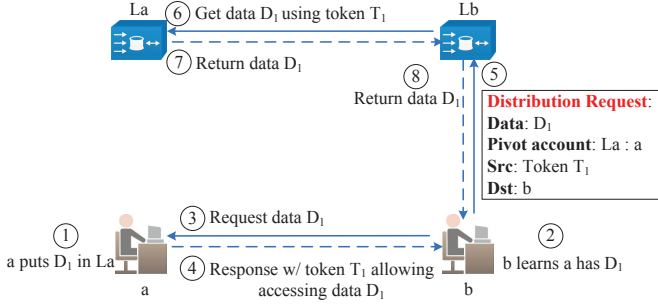 La
6 Get data D₁ using token T₁
Lb
7 Return data D₁
8
Return data D₁
5
Distribution Request:
Data: D₁
Pivot account: La : a
Src: Token T₁
Dst: b
1
a puts D₁ in La
a
3 Request data D₁
4 Response w/ token T₁ allowing
accessing data D₁
b
2
b learns a has D₁